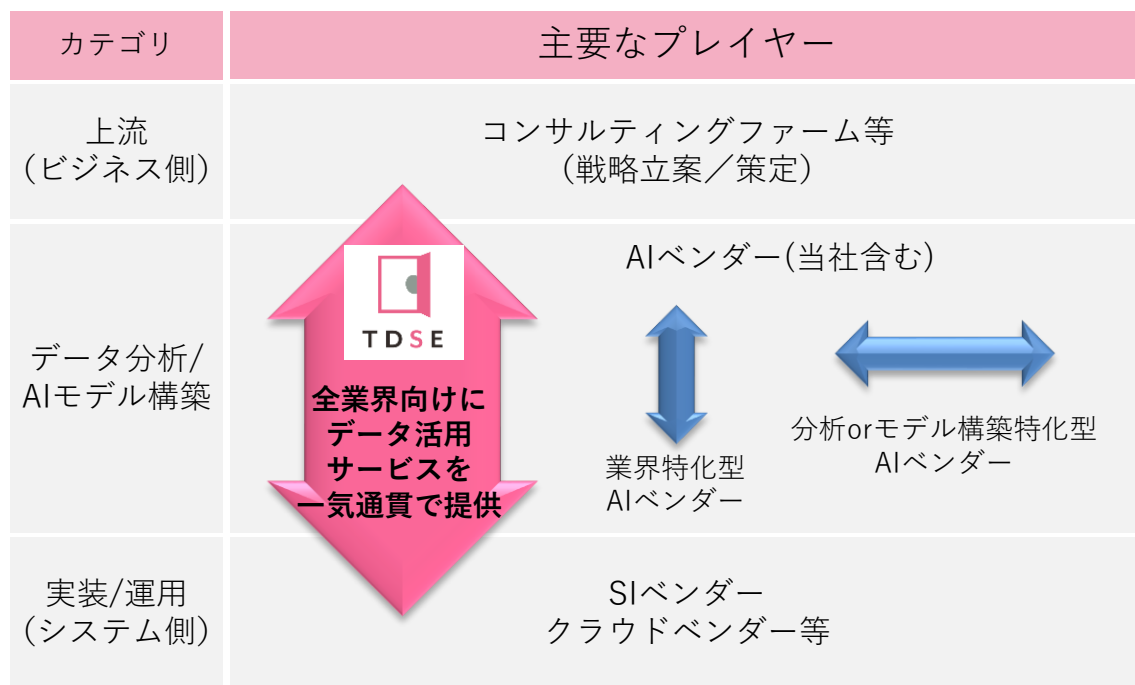 カテゴリ
主要なプレイヤー
上流
(ビジネス側)
コンサルティングファーム等
(戦略立案／策定)
データ分析/
AIモデル構築
AIベンダー(当社含む)
TDSE
全業界向けに
データ活用
サービスを
一気通貫で提供
業界特化型
AIベンダー
分析orモデル構築特化型
AIベンダー
実装/運用
(システム側)
SIベンダー
クラウドベンダー等